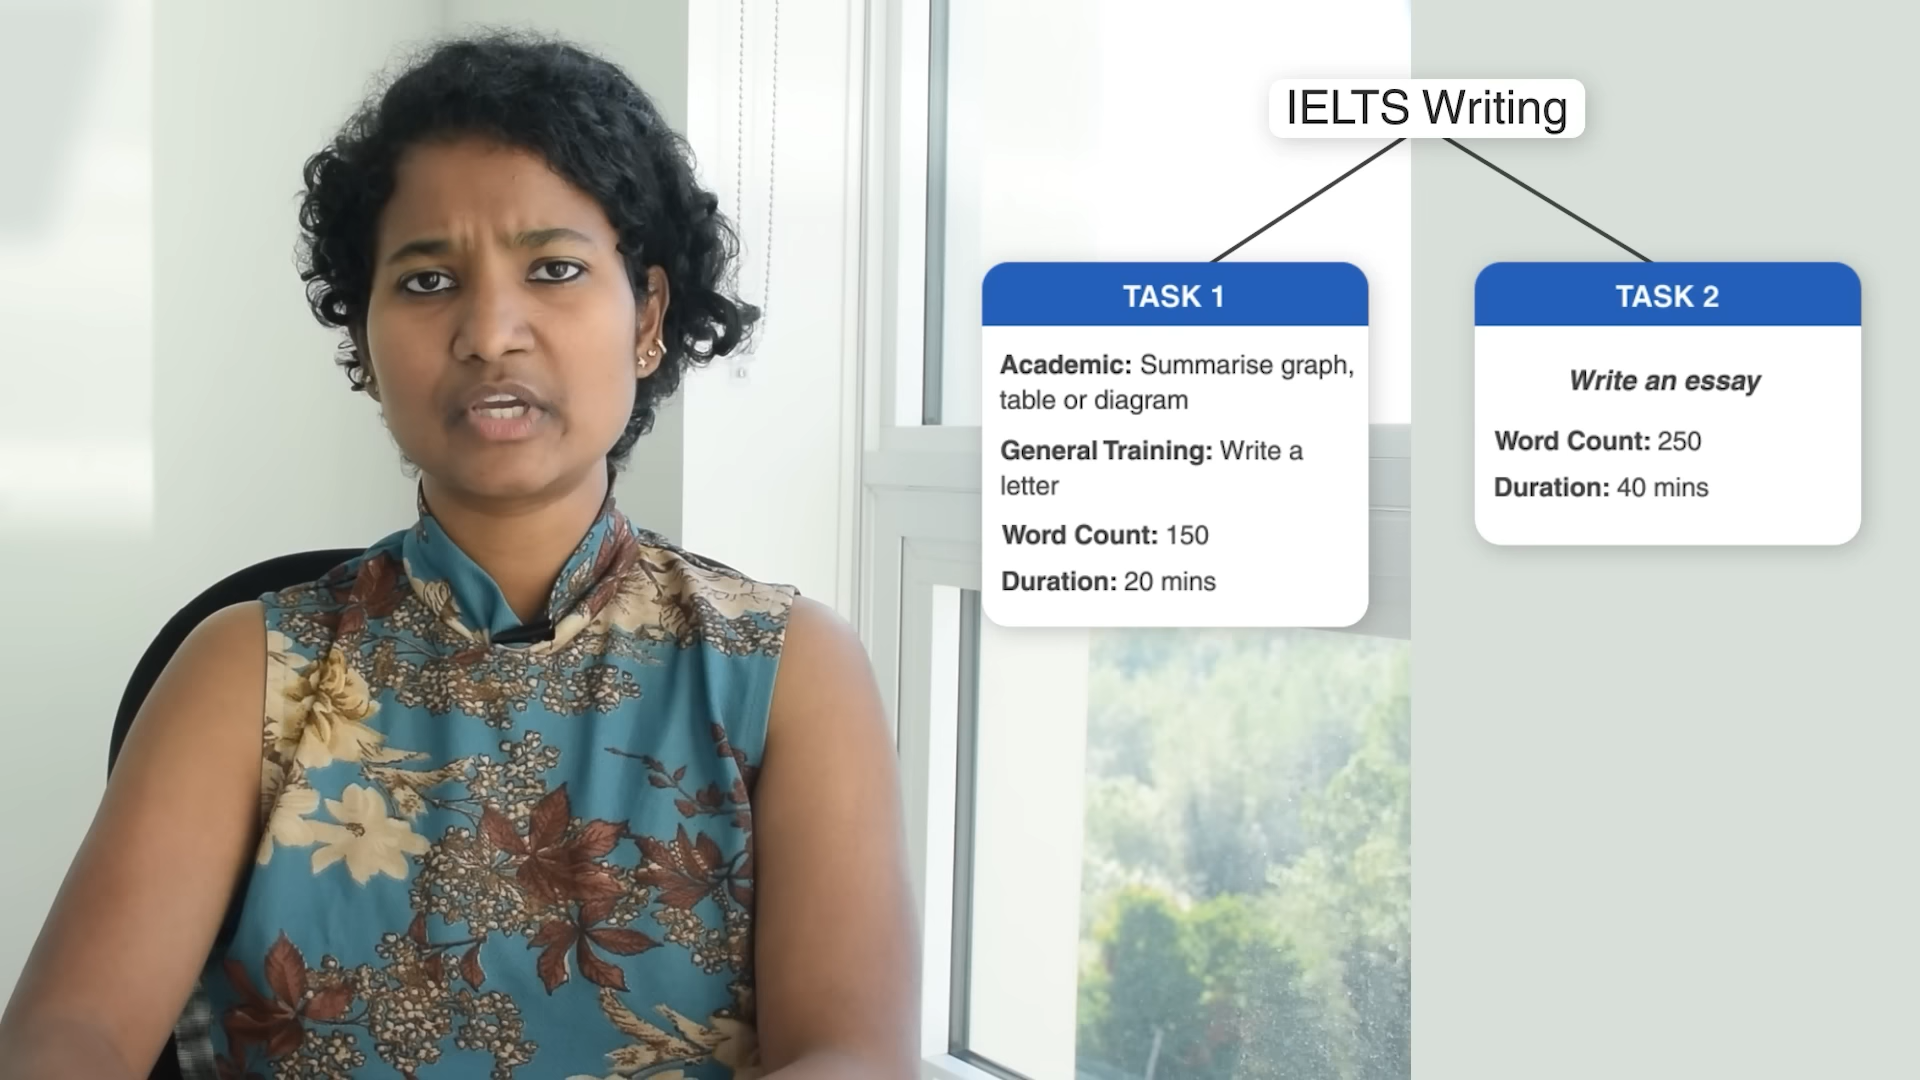 IELTS Writing
TASK 1
Academic: Summarise graph,
table or diagram
General Training: Write a
letter
Word Count: 150
Duration: 20 mins
TASK 2
Write an essay
Word Count: 250
Duration: 40 mins